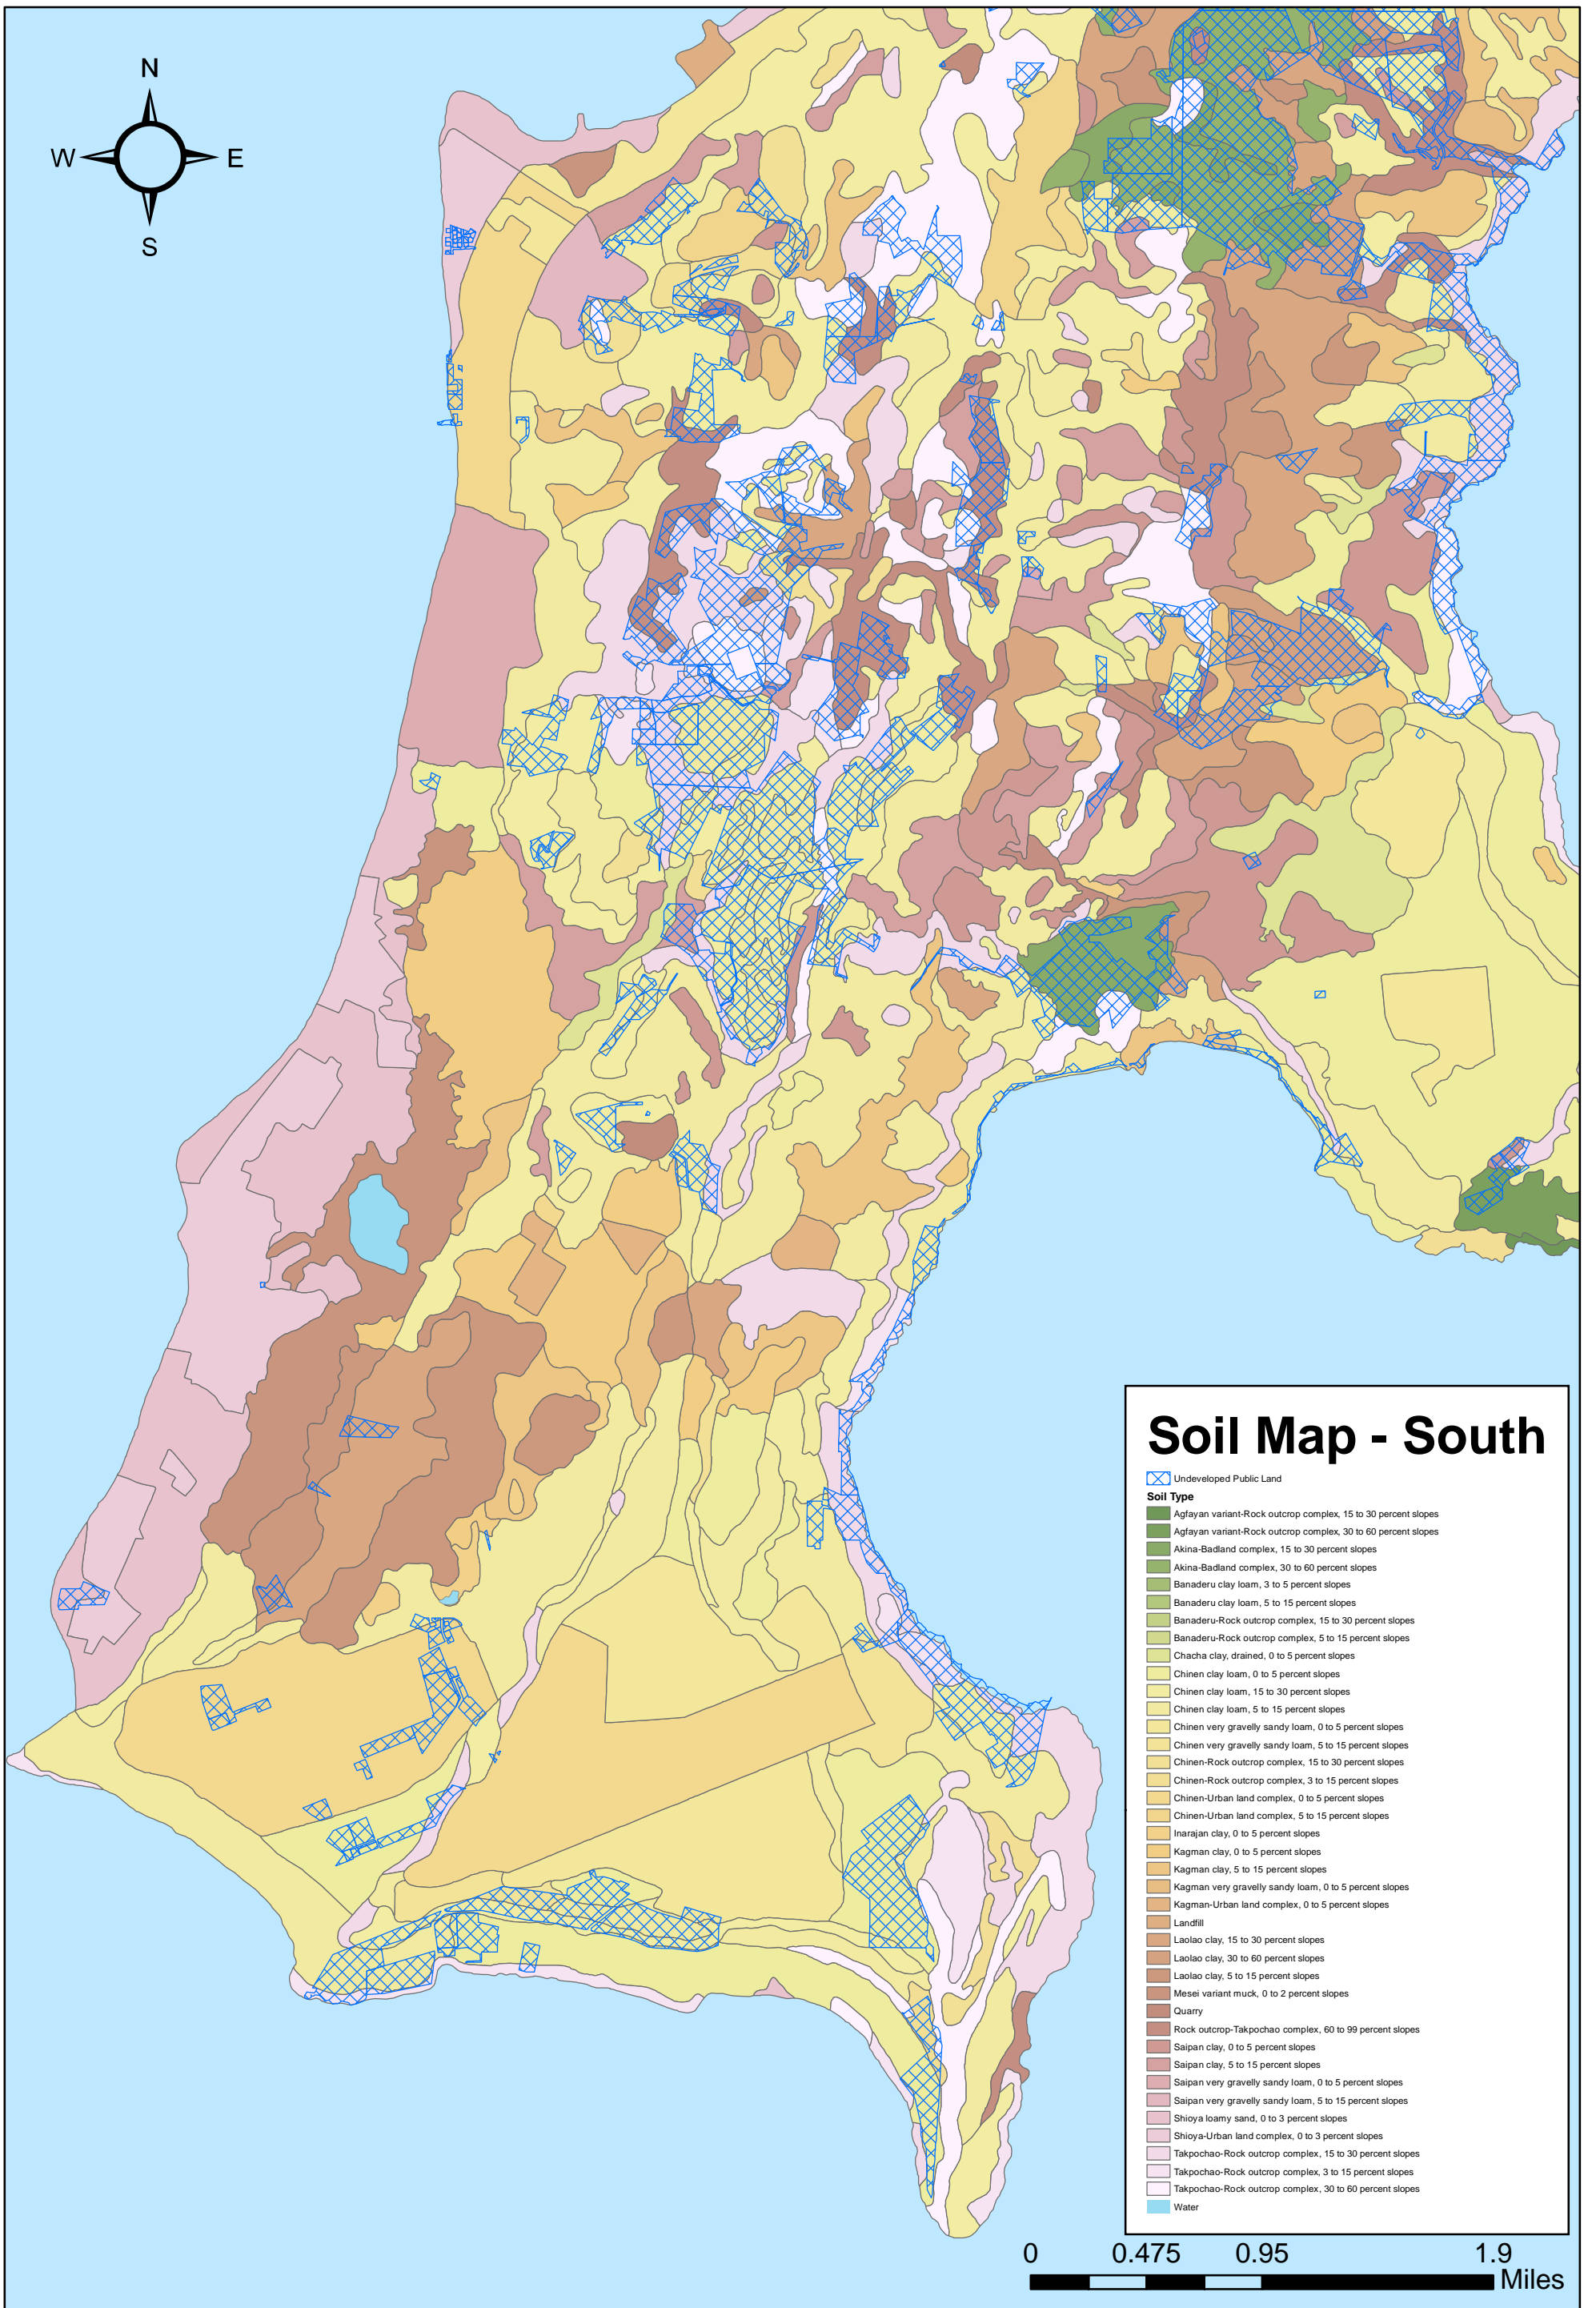 N
W E
S
Soil Map - South
Undeveloped Public Land
Soil Type
Agfayan variant-Rock outcrop complex, 15 to 30 percent slopes
Agfayan variant-Rock outcrop complex, 30 to 60 percent slopes
Akina-Badland complex, 15 to 30 percent slopes
Akina-Badland complex, 30 to 60 percent slopes
Banaderu clay loam, 3 to 5 percent slopes
Banaderu clay loam, 5 to 15 percent slopes
Banaderu-Rock outcrop complex, 15 to 30 percent slopes
Banaderu-Rock outcrop complex, 5 to 15 percent slopes
Chacha clay, drained, 0 to 5 percent slopes
Chinen clay loam, 0 to 5 percent slopes
Chinen clay loam, 15 to 30 percent slopes
Chinen clay loam, 5 to 15 percent slopes
Chinen very gravelly sandy loam, 0 to 5 percent slopes
Chinen very gravelly sandy loam, 5 to 15 percent slopes
Chinen-Rock outcrop complex, 15 to 30 percent slopes
Chinen-Rock outcrop complex, 3 to 15 percent slopes
Chinen-Urban land complex, 0 to 5 percent slopes
Chinen-Urban land complex, 5 to 15 percent slopes
Inarajan clay, 0 to 5 percent slopes
Kagman clay, 0 to 5 percent slopes
Kagman clay, 5 to 15 percent slopes
Kagman very gravelly sandy loam, 0 to 5 percent slopes
Kagman-Urban land complex, 0 to 5 percent slopes
Landfill
Laolao clay, 15 to 30 percent slopes
Laolao clay, 30 to 60 percent slopes
Laolao clay, 5 to 15 percent slopes
Mesei variant muck, 0 to 2 percent slopes
Quarry
Rock outcrop-Takpochao complex, 60 to 99 percent slopes
Saipan clay, 0 to 5 percent slopes
Saipan clay, 5 to 15 percent slopes
Saipan very gravelly sandy loam, 0 to 5 percent slopes
Saipan very gravelly sandy loam, 5 to 15 percent slopes
Shioya loamy sand, 0 to 3 percent slopes
Shioya-Urban land complex, 0 to 3 percent slopes
Takpochao-Rock outcrop complex, 15 to 30 percent slopes
Takpochao-Rock outcrop complex, 3 to 15 percent slopes
Takpochao-Rock outcrop complex, 30 to 60 percent slopes
Water
0 0.475 0.95 1.9
Miles